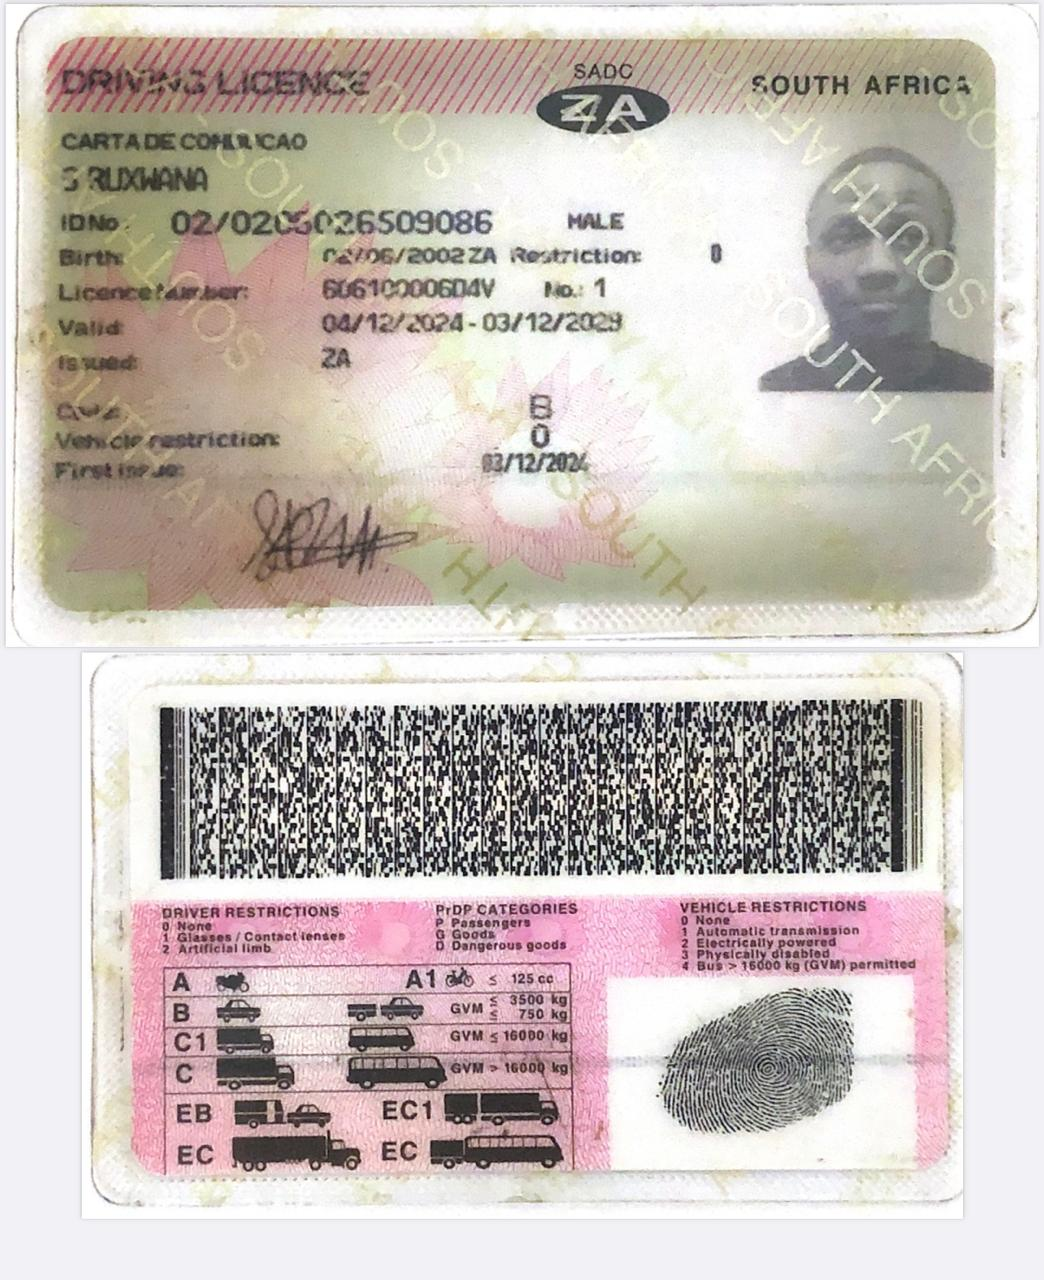 DRIVING LICENCE
SADC
ZA
SOUTH AFRICA
CARTA DE CONDUCAO
S RUXWANA
ID No. 02/0206026509086 MALE
Birth: 02/06/2002 ZA Restriction: 0
Licence Number: No.: 1
Valid: 04/12/2024 - 03/12/2029
Issued: ZA
Code: B
Vehicle restriction: 0
First issue: 03/12/2024
DRIVER RESTRICTIONS
0 None
1 Glasses / Contact lenses
2 Artificial limb
PrDP CATEGORIES
P Passengers
G Goods
D Dangerous goods
VEHICLE RESTRICTIONS
0 None
1 Automatic transmission
2 Electrically powered
3 Physically disabled
4 Bus > 16000 kg (GVM) permitted
A A1 ≤ 125 cc
B GVM ≤ 3500 kg
≤ 750 kg
C1 GVM ≤ 16000 kg
C GVM > 16000 kg
EB EC1
EC EC